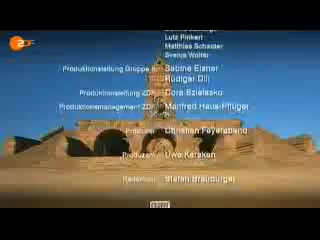 ZDF
Lutz Pinkert
Matthias Schaider
Svenja Wolter
Produktionsleitung Gruppe 5 Sabine Eisner
Rüdiger Dill
Produktionsleitung ZDF Cora Szielasko
Produktionsmanagement ZDF Manfred Haus-Pflüger
Christian Feyerabend
Produzent Uwe Kersken
Redaktion Stefan Brauburger